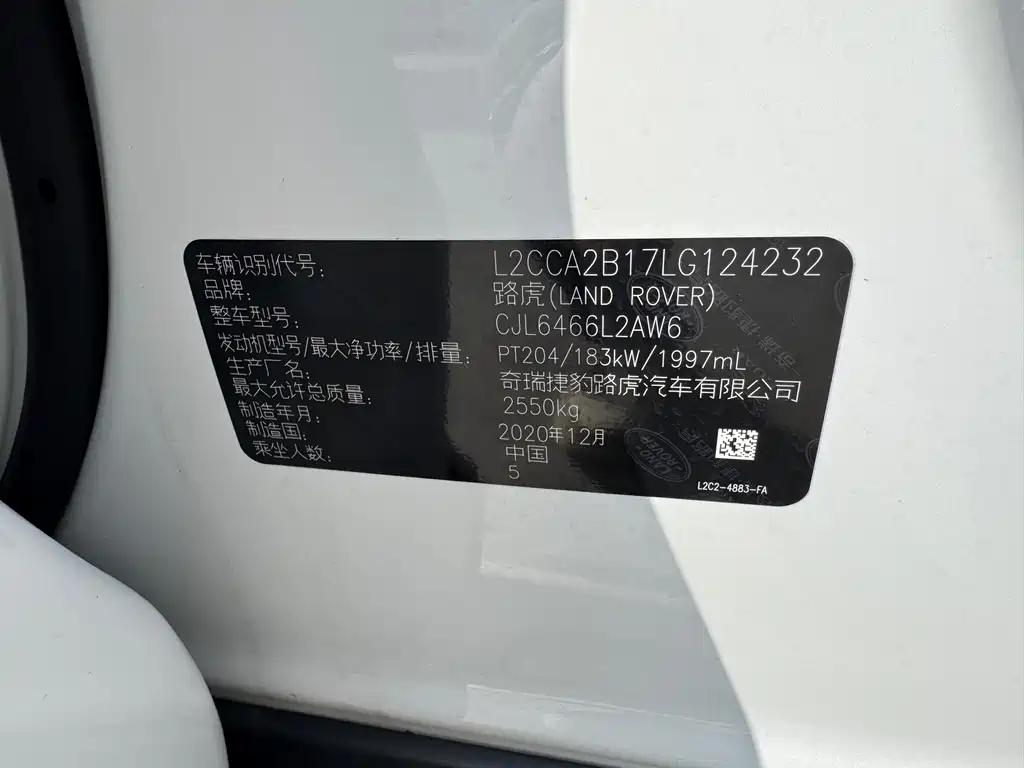 车辆识别代号: L2CCA2B17LG124232
品牌: 路虎(LAND ROVER)
整车型号: CJL6466L2AW6
发动机型号/最大净功率/排量: PT204/183kW/1997mL
生产厂名: 奇瑞捷豹路虎汽车有限公司
最大允许总质量: 2550kg
制造年月: 2020年12月
制造国: 中国
乘坐人数: 5
L2C2-4883-FA